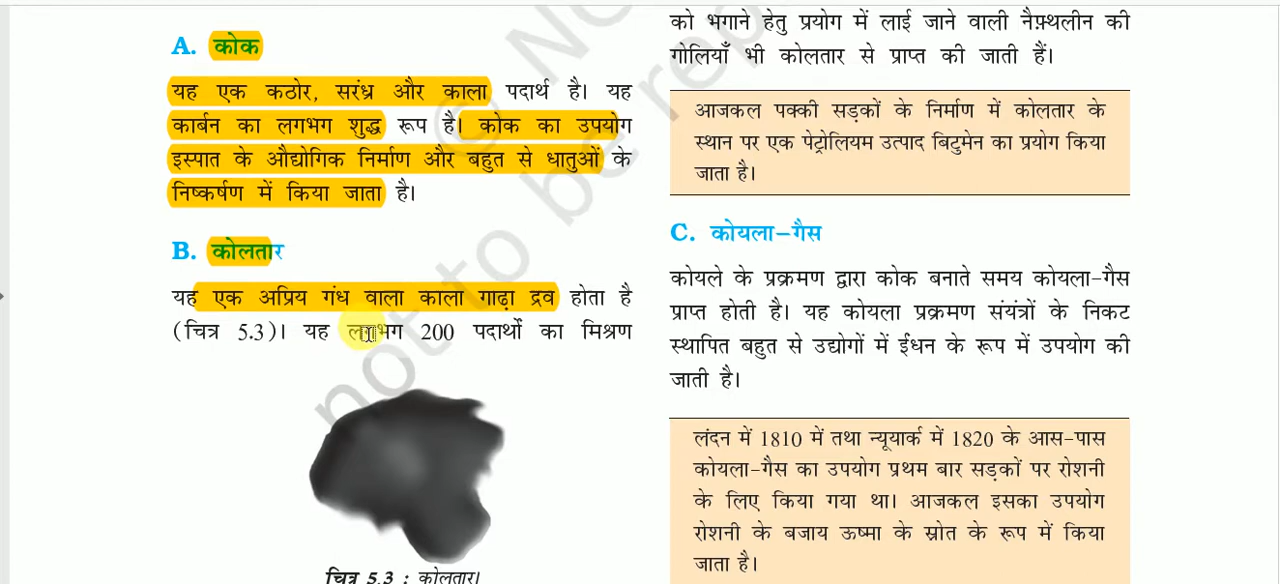 A. कोक
यह एक कठोर, सरंध्र और काला पदार्थ है। यह
कार्बन का लगभग शुद्ध रूप है। कोक का उपयोग
इस्पात के औद्योगिक निर्माण और बहुत से धातुओं के
निष्कर्षण में किया जाता है।
B. कोलतार
यह एक अप्रिय गंध वाला काला गाढ़ा द्रव होता है
(चित्र 5.3)। यह लगभग 200 पदार्थों का मिश्रण
चित्र 5.3 : कोलतार।
को भगाने हेतु प्रयोग में लाई जाने वाली नैफ़्थलीन की
गोलियाँ भी कोलतार से प्राप्त की जाती हैं।
आजकल पक्की सड़कों के निर्माण में कोलतार के
स्थान पर एक पेट्रोलियम उत्पाद बिटुमेन का प्रयोग किया
जाता है।
C. कोयला–गैस
कोयले के प्रक्रमण द्वारा कोक बनाते समय कोयला-गैस
प्राप्त होती है। यह कोयला प्रक्रमण संयंत्रों के निकट
स्थापित बहुत से उद्योगों में ईंधन के रूप में उपयोग की
जाती है।
लंदन में 1810 में तथा न्यूयार्क में 1820 के आस-पास
कोयला-गैस का उपयोग प्रथम बार सड़कों पर रोशनी
के लिए किया गया था। आजकल इसका उपयोग
रोशनी के बजाय ऊष्मा के स्रोत के रूप में किया
जाता है।
not to be rep